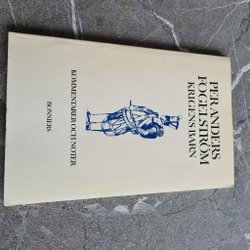 PER ANDERS
FOGELSTRÖM
KRIGENS BARN
KOMMENTARER OCH NOTER
BONNIERS